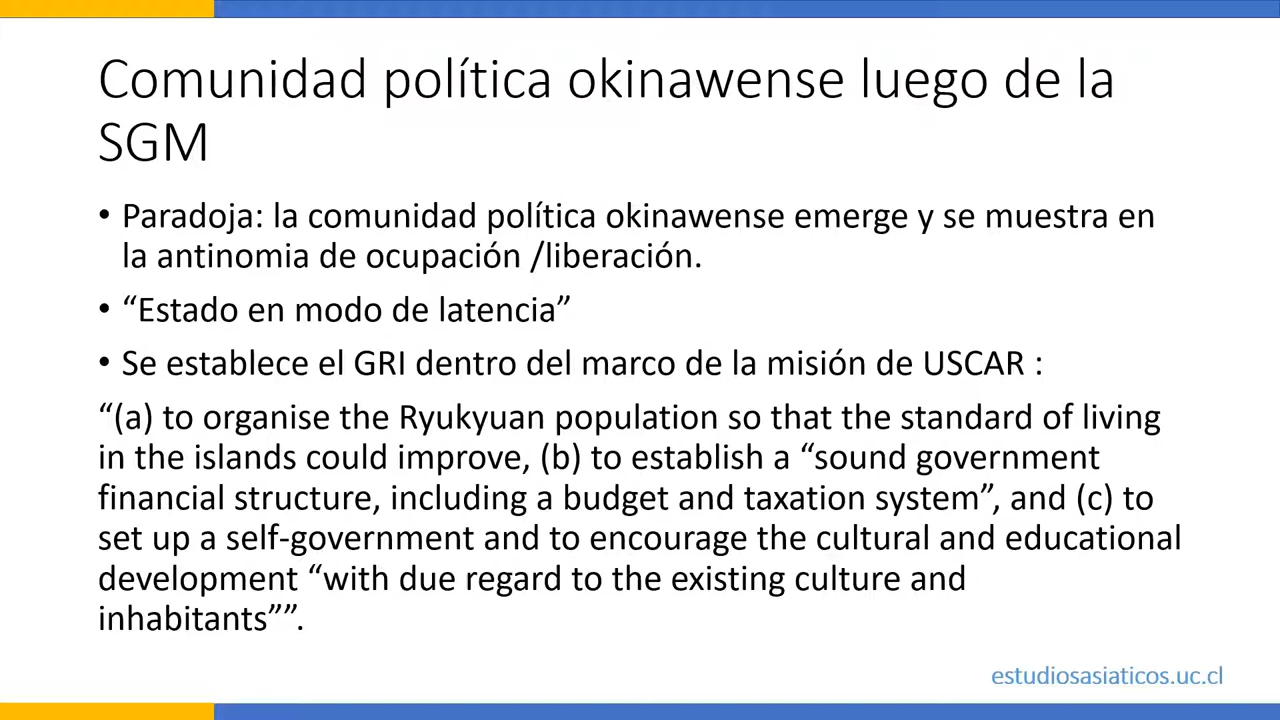 Comunidad política okinawense luego de la
SGM
• Paradoja: la comunidad política okinawense emerge y se muestra en
la antinomia de ocupación /liberación.
• “Estado en modo de latencia”
• Se establece el GRI dentro del marco de la misión de USCAR :
“(a) to organise the Ryukyuan population so that the standard of living
in the islands could improve, (b) to establish a “sound government
financial structure, including a budget and taxation system”, and (c) to
set up a self-government and to encourage the cultural and educational
development “with due regard to the existing culture and
inhabitants””.
estudiosasiaticos.uc.cl